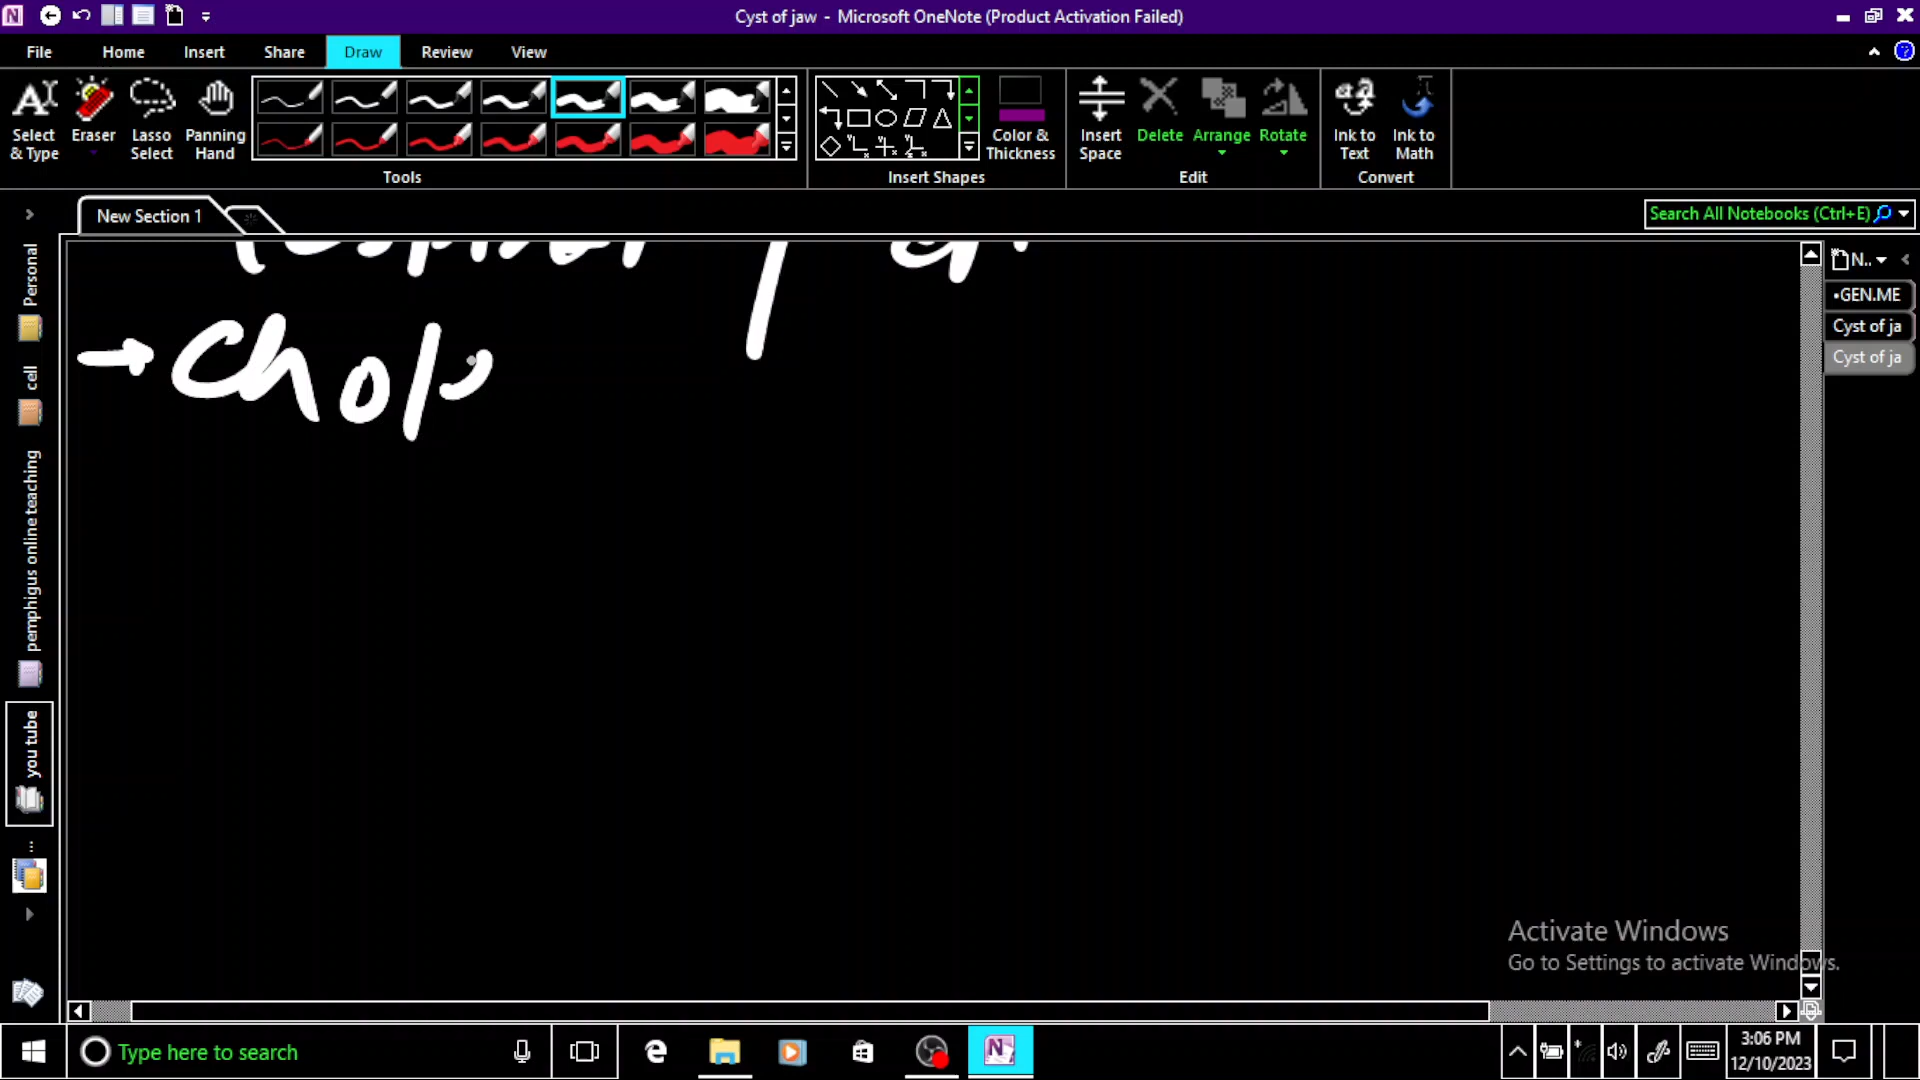 Cyst of jaw - Microsoft OneNote (Product Activation Failed)
File Home Insert Share Draw Review View
Select & Type
Eraser
Lasso Select
Panning Hand
Color & Thickness
Insert Space
Delete
Arrange
Rotate
Ink to Text
Ink to Math
Tools
Insert Shapes
Edit
Convert
New Section 1
Search All Notebooks (Ctrl+E)
Personal
cell
pemphigus online teaching
you tube
N..
•GEN.ME
Cyst of ja
Cyst of ja
→ Cho
Activate Windows
Go to Settings to activate Windows.
Type here to search
3:06 PM
12/10/2023